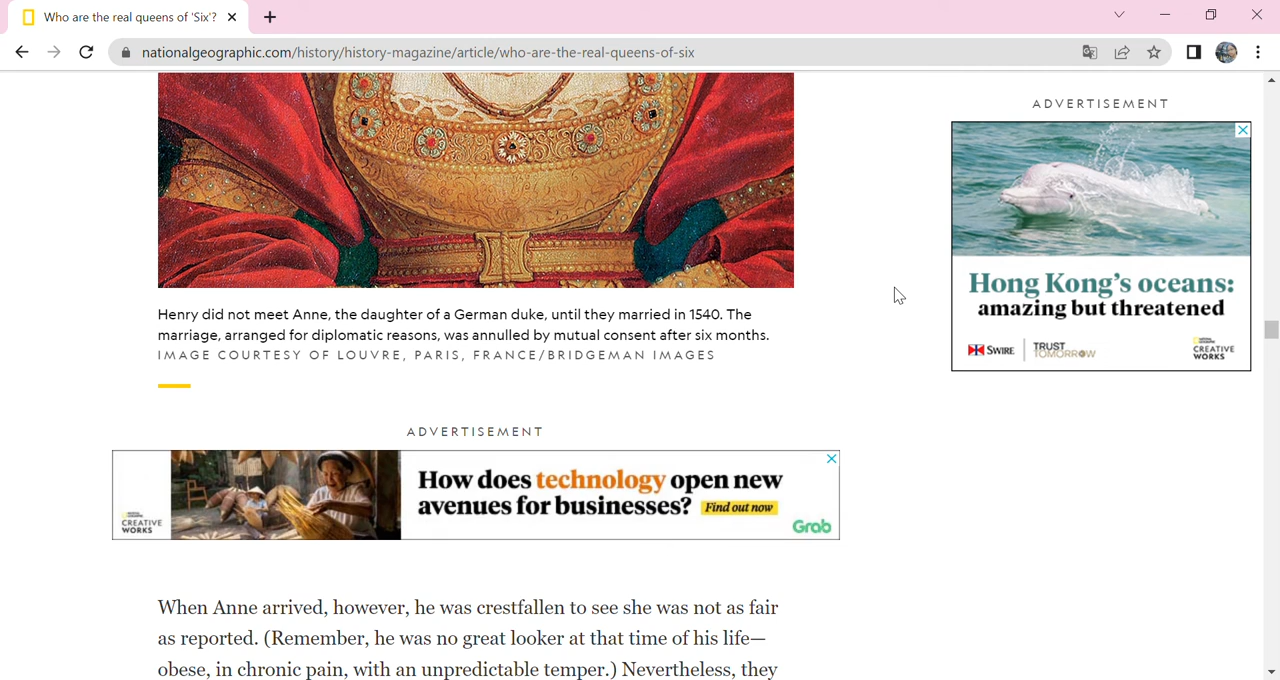 Who are the real queens of 'Six'?
nationalgeographic.com/history/history-magazine/article/who-are-the-real-queens-of-six
ADVERTISEMENT
Hong Kong's oceans:
amazing but threatened
SWIRE
TRUST
TOMORROW
NATIONAL GEOGRAPHIC
CREATIVE
WORKS
Henry did not meet Anne, the daughter of a German duke, until they married in 1540. The
marriage, arranged for diplomatic reasons, was annulled by mutual consent after six months.
IMAGE COURTESY OF LOUVRE, PARIS, FRANCE/BRIDGEMAN IMAGES
ADVERTISEMENT
NATIONAL GEOGRAPHIC
CREATIVE
WORKS
How does technology open new
avenues for businesses? Find out now
Grab
When Anne arrived, however, he was crestfallen to see she was not as fair
as reported. (Remember, he was no great looker at that time of his life—
obese, in chronic pain, with an unpredictable temper.) Nevertheless, they